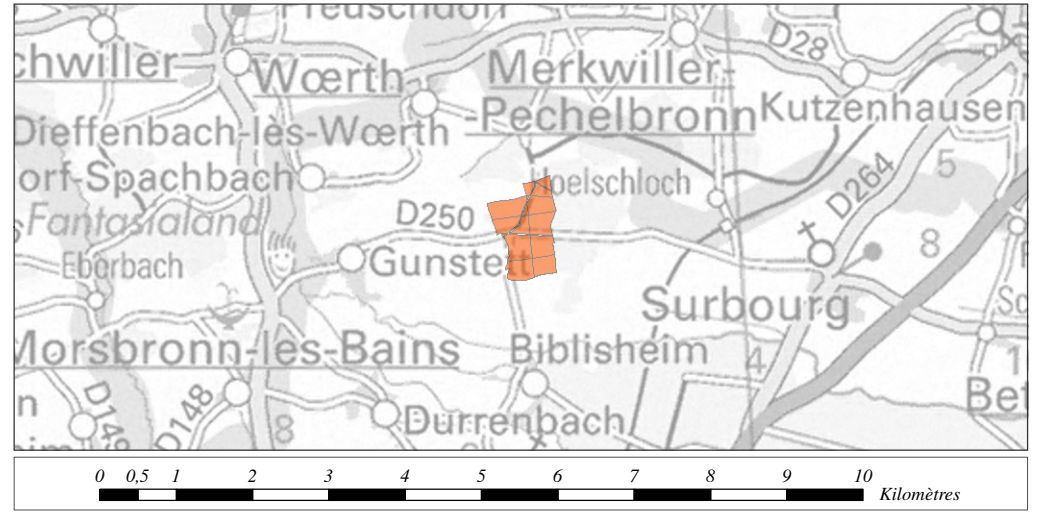 Preuschdorf
chwiller
Wœrth
Merkwiller-
-Pechelbronn
D28
Kutzenhausen
Dieffenbach-lès-Wœrth
orf-Spachbach
Hoelschloch
D264
5
Fantasialand
D250
8
Eberbach
Gunstett
Surbourg
Morsbronn-les-Bains
Biblisheim
4
1
Bet
n
D148
8
Durrenbach
0 0,5 1 2 3 4 5 6 7 8 9 10
Kilomètres